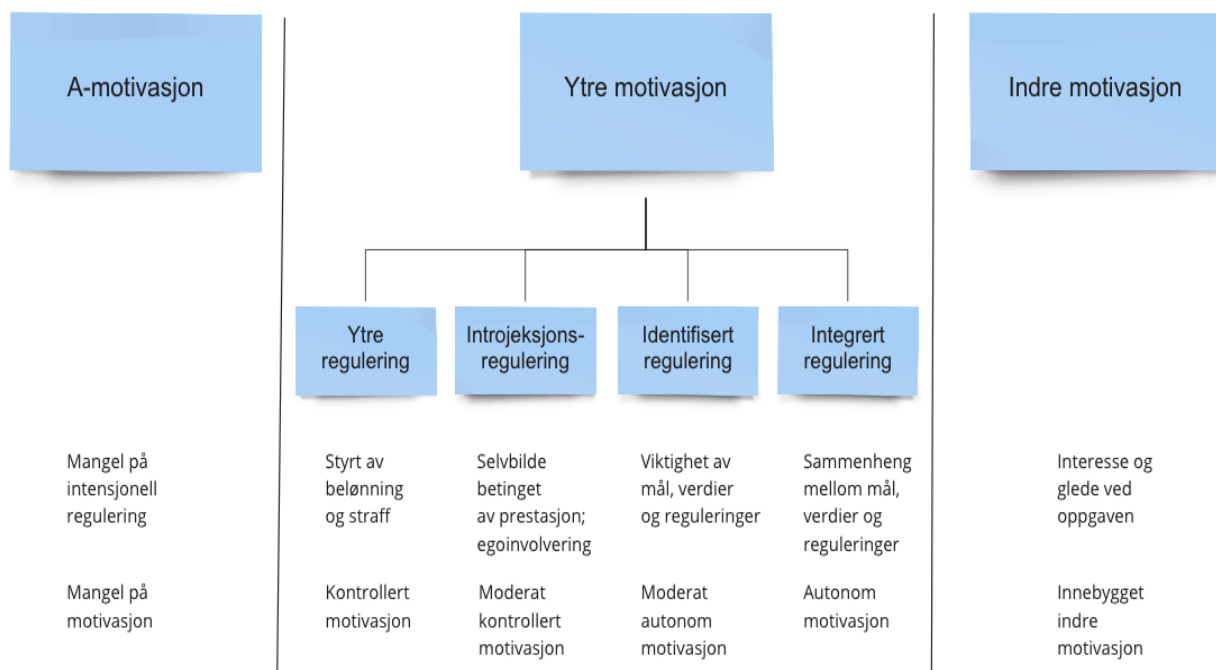 A-motivasjon
Ytre motivasjon
Indre motivasjon
Ytre
regulering
Introjeksjons-
regulering
Identifisert
regulering
Integrert
regulering
Mangel på
intensjonell
regulering
Styrt av
belønning
og straff
Selvbilde
betinget
av prestasjon;
egoinvolvering
Viktighet av
mål, verdier
og reguleringer
Sammenheng
mellom mål,
verdier og
reguleringer
Interesse og
glede ved
oppgaven
Mangel på
motivasjon
Kontrollert
motivasjon
Moderat
kontrollert
motivasjon
Moderat
autonom
motivasjon
Autonom
motivasjon
Innebygget
indre
motivasjon